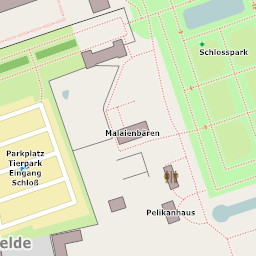 Schlosspark
Malaienbären
Parkplatz
Tierpark
Eingang
Schloß
Pelikanhaus
elde